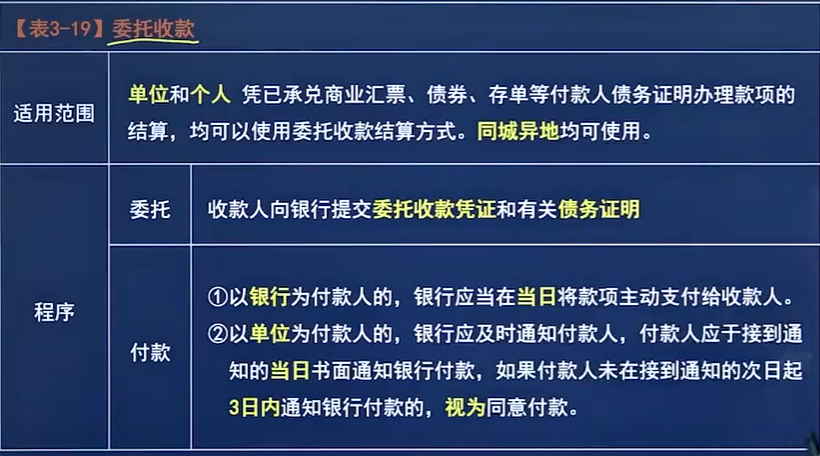 【表3-19】委托收款
适用范围
单位和个人 凭已承兑商业汇票、债券、存单等付款人债务证明办理款项的
结算，均可以使用委托收款结算方式。同城异地均可使用。
程序
委托
收款人向银行提交委托收款凭证和有关债务证明
付款
①以银行为付款人的，银行应当在当日将款项主动支付给收款人。
②以单位为付款人的，银行应及时通知付款人，付款人应于接到通
知的当日书面通知银行付款，如果付款人未在接到通知的次日起
3日内通知银行付款的，视为同意付款。